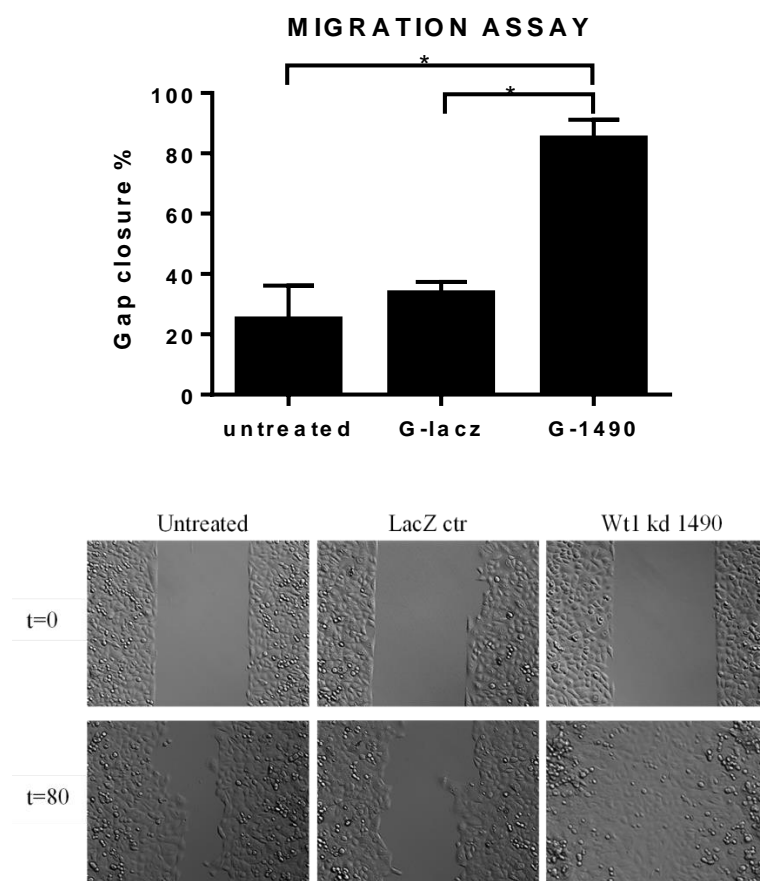 MIGRATION ASSAY
*
*
Gap closure %
100
80
60
40
20
0
untreated G-lacz G-1490
Untreated LacZ ctr Wt1 kd 1490
t=0
t=80